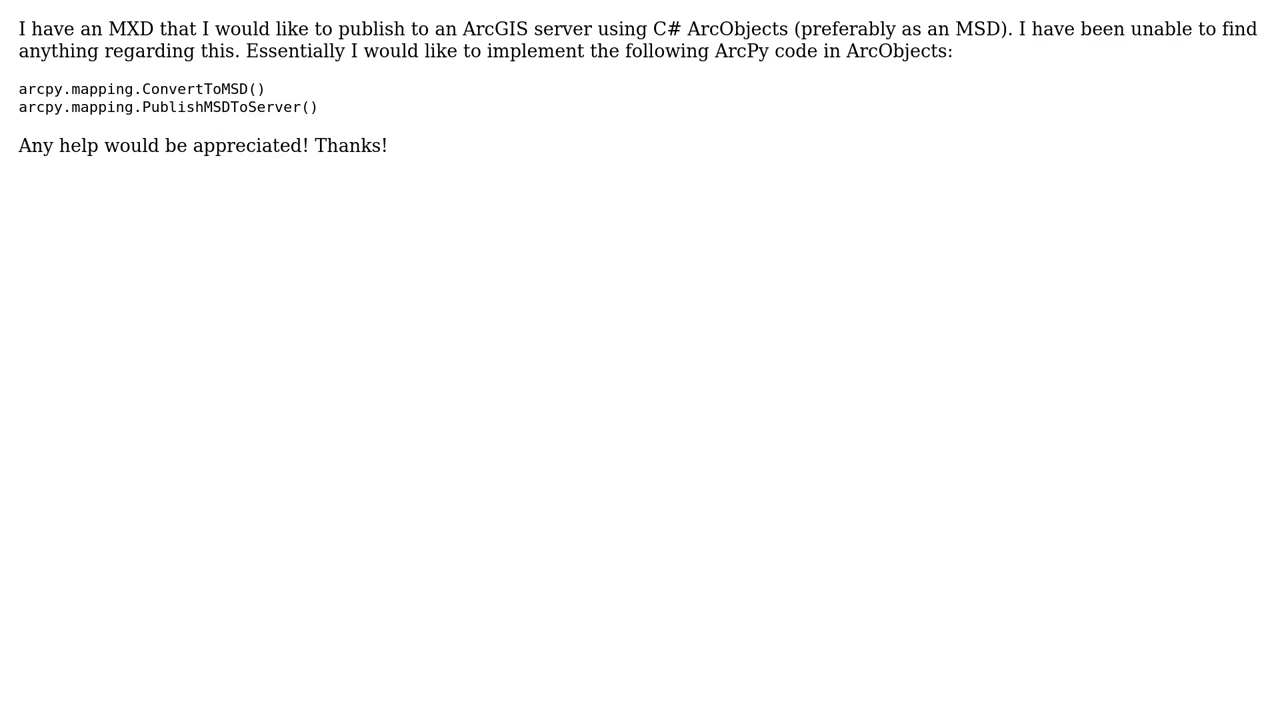 I have an MXD that I would like to publish to an ArcGIS server using C# ArcObjects (preferably as an MSD). I have been unable to find
anything regarding this. Essentially I would like to implement the following ArcPy code in ArcObjects:
arcpy.mapping.ConvertToMSD()
arcpy.mapping.PublishMSDToServer()
Any help would be appreciated! Thanks!